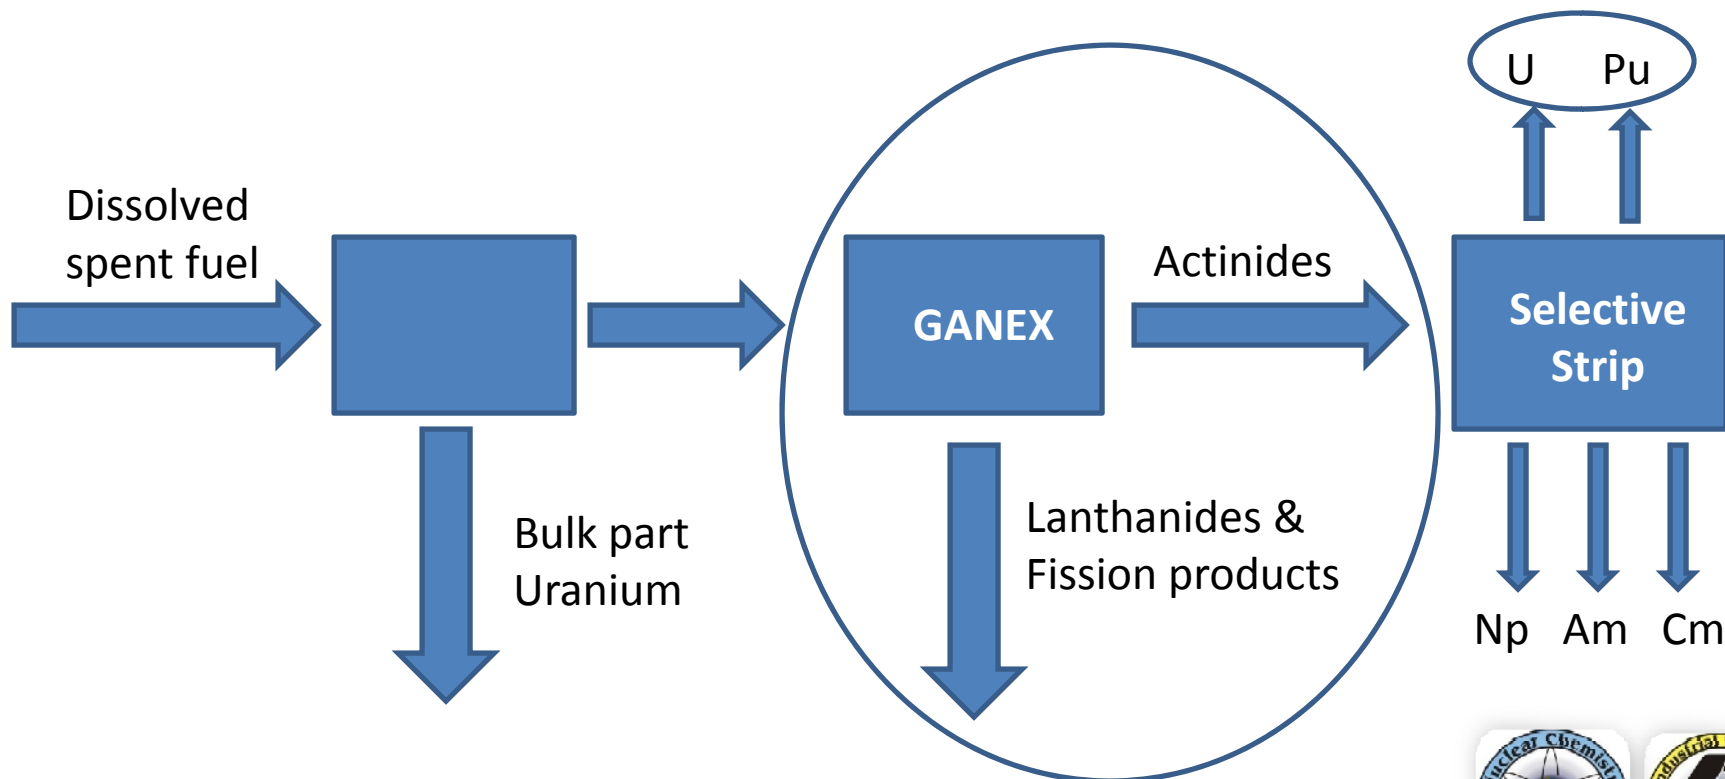 U Pu
Dissolved
spent fuel
Actinides
GANEX
Selective
Strip
Bulk part
Uranium
Lanthanides &
Fission products
Np Am Cm